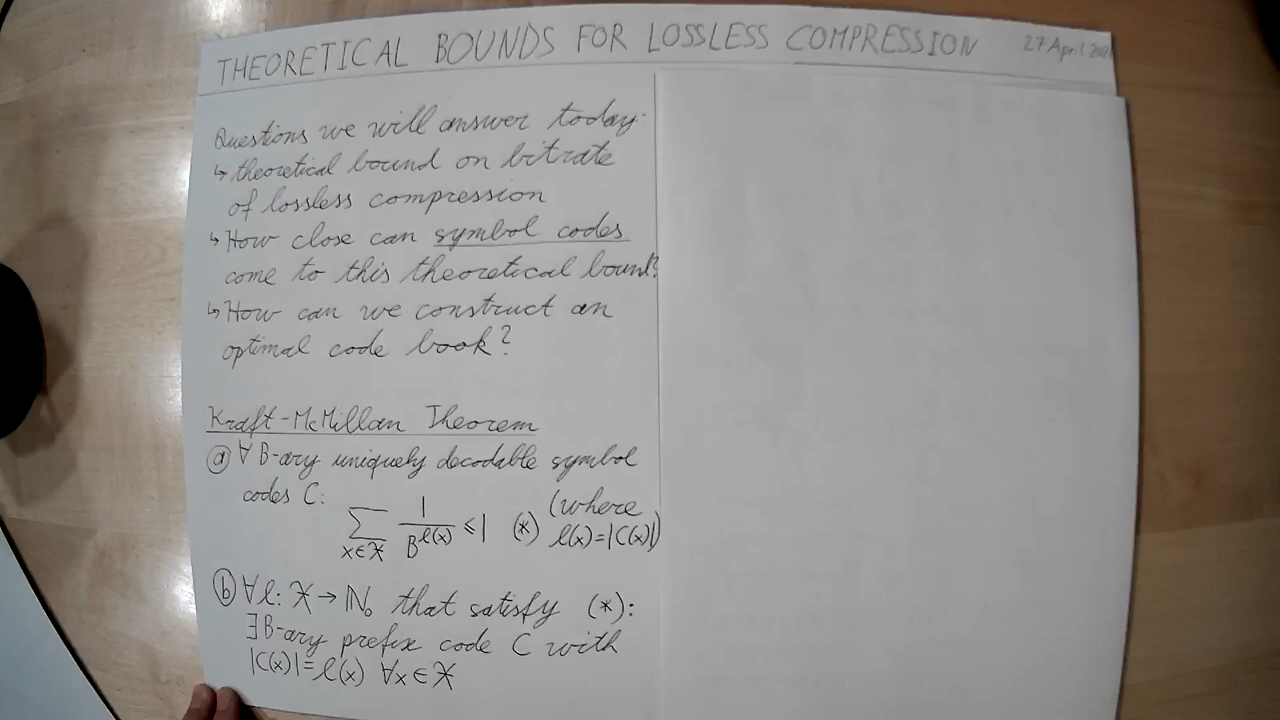 THEORETICAL BOUNDS FOR LOSSLESS COMPRESSION
27 April
Questions we will answer today:
↳ theoretical bound on bitrate
of lossless compression
↳ How close can symbol codes
come to this theoretical bound?
↳ How can we construct an
optimal code book?
Kraft-McMillan Theorem
ⓐ ∀ B-ary uniquely decodable symbol
codes C:
∑_{x∈𝒳} 1/B^{ℓ(x)} ≤ 1 (*) (where
ℓ(x)=|C(x)|)
ⓑ ∀ℓ: 𝒳 → ℕ₀ that satisfy (*):
∃ B-ary prefix code C with
|C(x)|=ℓ(x) ∀x∈𝒳